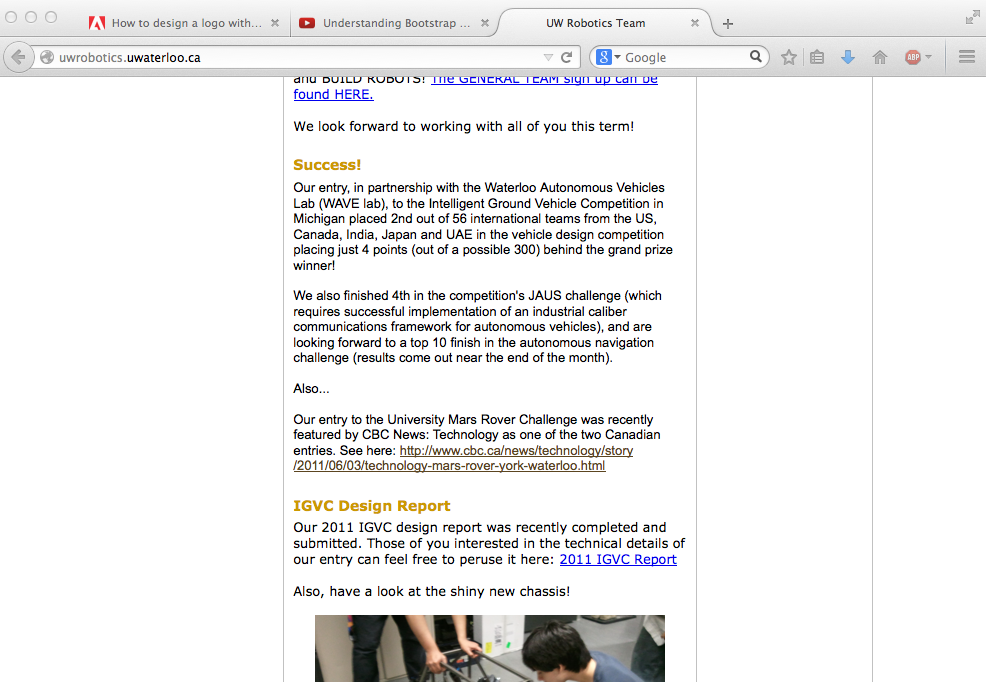 How to design a logo with...
Understanding Bootstrap ...
UW Robotics Team
uwrobotics.uwaterloo.ca
Google
ABP
and BUILD ROBOTS! The GENERAL TEAM sign up can be
found HERE.
We look forward to working with all of you this term!
Success!
Our entry, in partnership with the Waterloo Autonomous Vehicles
Lab (WAVE lab), to the Intelligent Ground Vehicle Competition in
Michigan placed 2nd out of 56 international teams from the US,
Canada, India, Japan and UAE in the vehicle design competition
placing just 4 points (out of a possible 300) behind the grand prize
winner!
We also finished 4th in the competition's JAUS challenge (which
requires successful implementation of an industrial caliber
communications framework for autonomous vehicles), and are
looking forward to a top 10 finish in the autonomous navigation
challenge (results come out near the end of the month).
Also...
Our entry to the University Mars Rover Challenge was recently
featured by CBC News: Technology as one of the two Canadian
entries. See here: http://www.cbc.ca/news/technology/story
/2011/06/03/technology-mars-rover-york-waterloo.html
IGVC Design Report
Our 2011 IGVC design report was recently completed and
submitted. Those of you interested in the technical details of
our entry can feel free to peruse it here: 2011 IGVC Report
Also, have a look at the shiny new chassis!